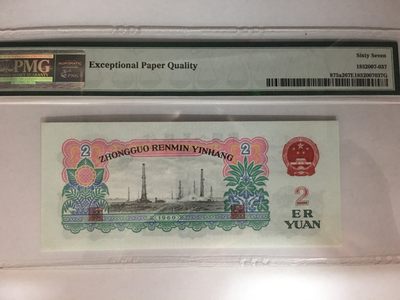 PMG
Exceptional Paper Quality
Sixty Seven
1832007-037
2 2
ZHONGGUO RENMIN YINHANG
1960
2
ER
YUAN